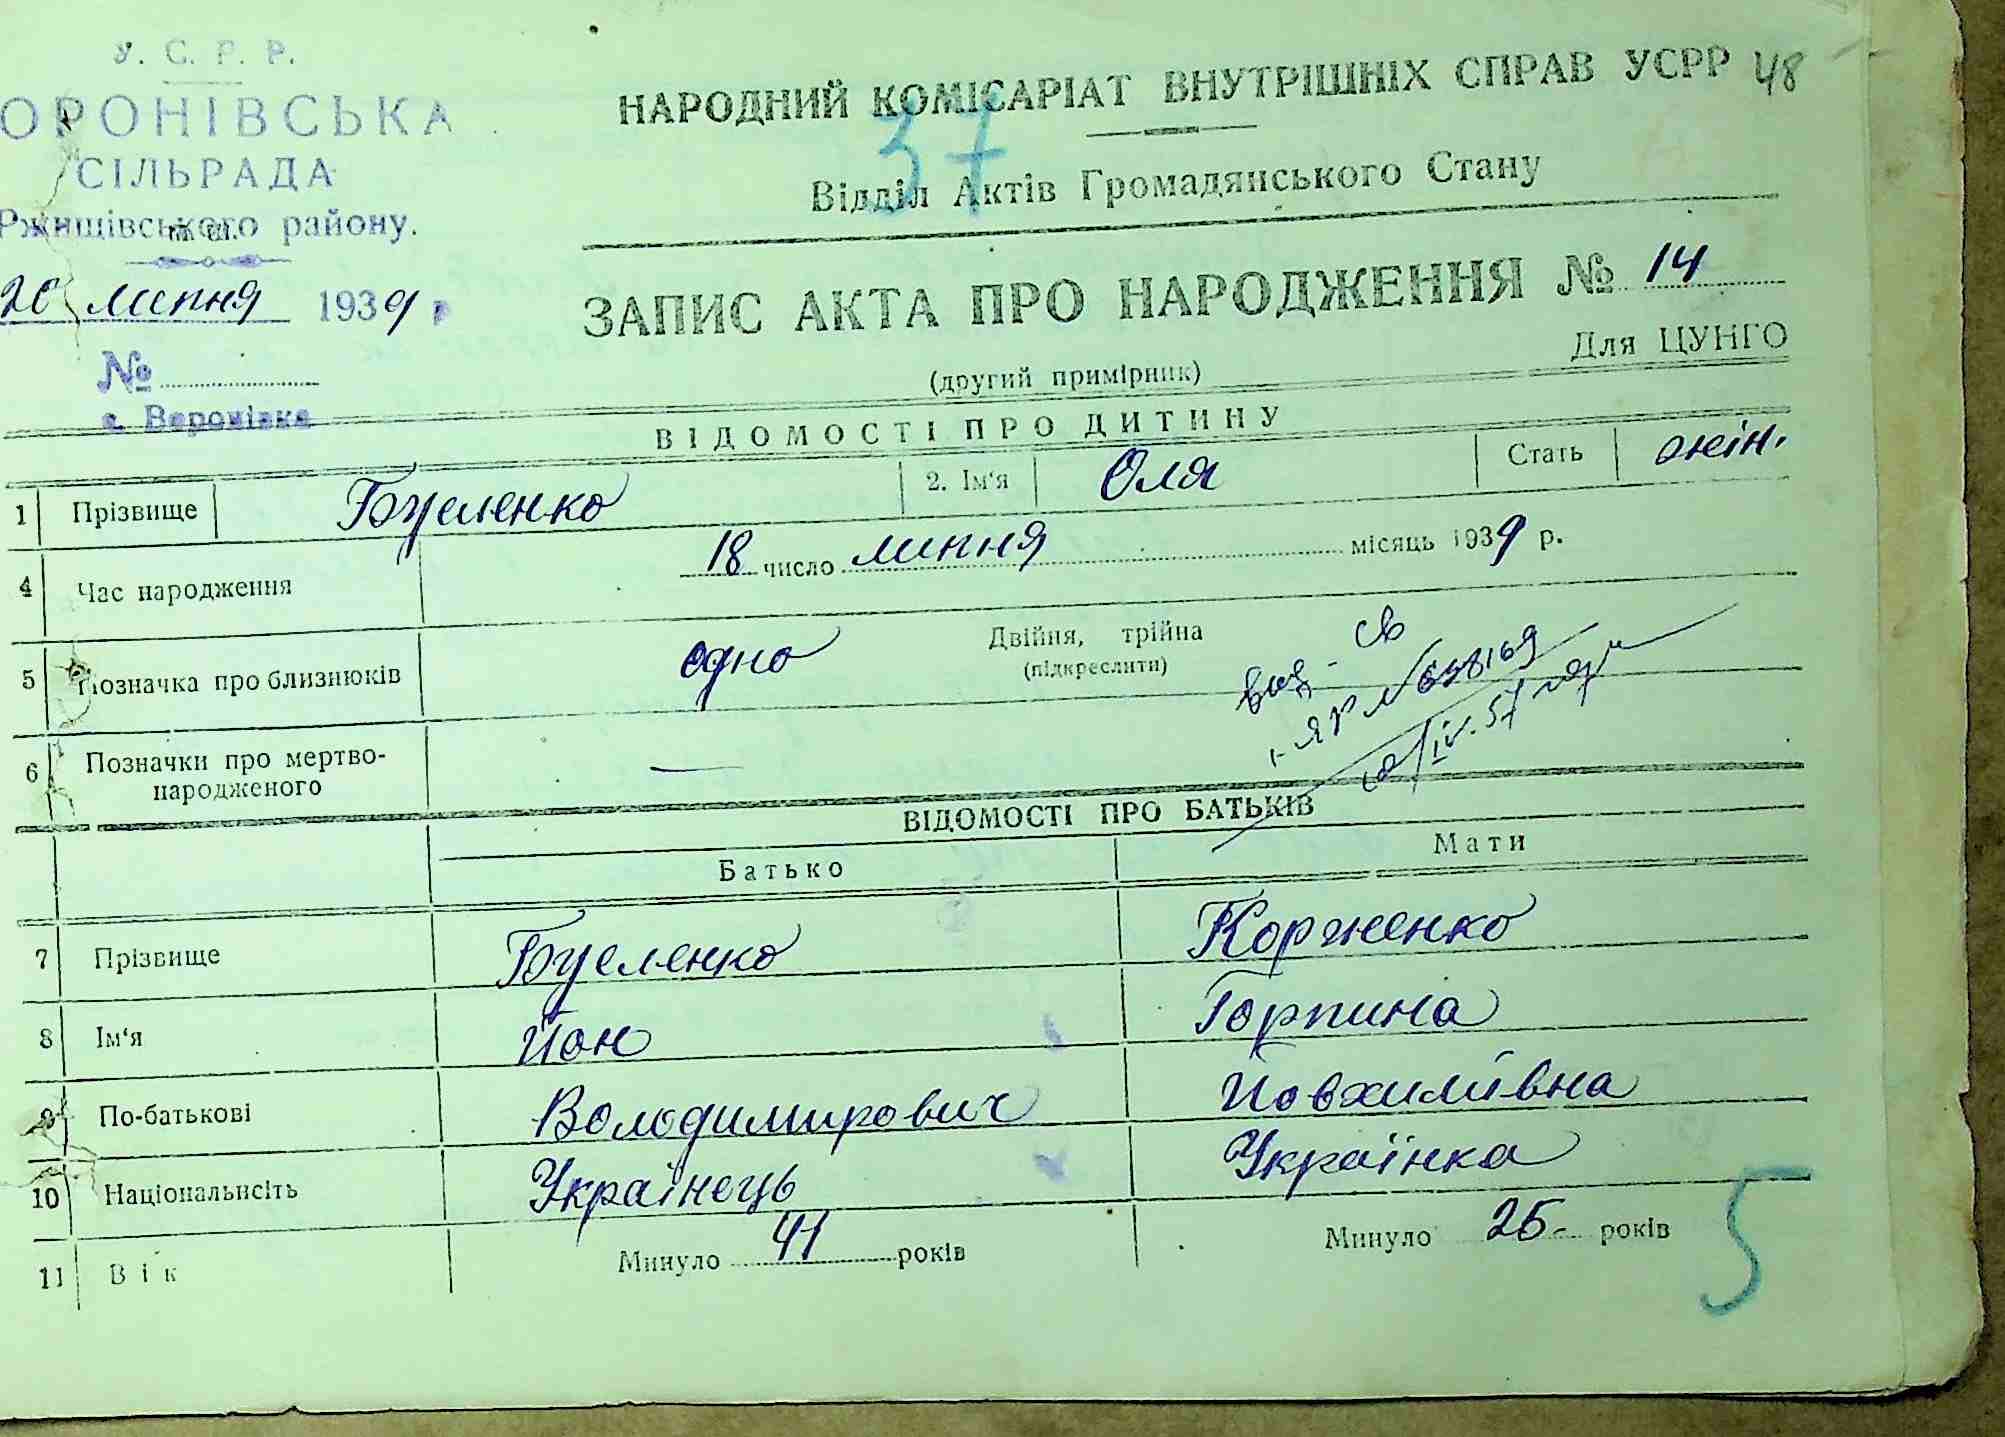 У. С. Р. Р.
ОРОНІВСЬКА
СІЛЬРАДА
Ржищівського району.
20 липня 1939 р
№
с. Воронівка
НАРОДНИЙ КОМІСАРІАТ ВНУТРІШНІХ СПРАВ УСРР 48
37
Відділ Актів Громадянського Стану
ЗАПИС АКТА ПРО НАРОДЖЕННЯ № 14
Для ЦУНГО
(другий примірник)
ВІДОМОСТІ ПРО ДИТИНУ
1 Прізвище Буеленко 2. Ім'я Оля Стать жін.
4 Час народження 18 число липня місяць 1939 р.
5 Позначка про близнюків одно Двійня, трійна
(підкреслити)
6 Позначки про мертво-
народженого —
ВІДОМОСТІ ПРО БАТЬКІВ
Батько Мати
7 Прізвище Буеленко Корженко
8 Ім'я Йон Горпина
9 По-батькові Володимирович Йовхимівна
10 Національнсіть Українець Українка
11 Вік Минуло 41 років Минуло 25 років
5